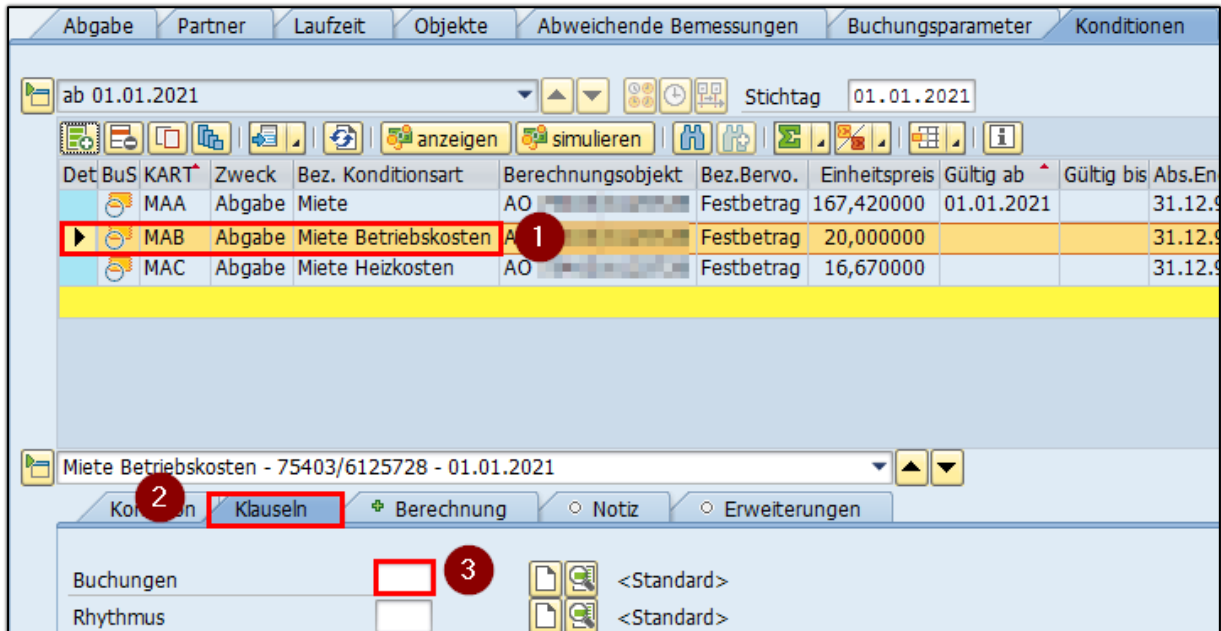 Abgabe Partner Laufzeit Objekte Abweichende Bemessungen Buchungsparameter Konditionen
ab 01.01.2021 Stichtag 01.01.2021
anzeigen simulieren
Det BuS KART Zweck Bez. Konditionsart Berechnungsobjekt Bez.Bervo. Einheitspreis Gültig ab Gültig bis Abs.En
MAA Abgabe Miete AO Festbetrag 167,420000 01.01.2021 31.12.9
MAB Abgabe Miete Betriebskosten A 1 Festbetrag 20,000000 31.12.9
MAC Abgabe Miete Heizkosten AO Festbetrag 16,670000 31.12.9
Miete Betriebskosten - 75403/6125728 - 01.01.2021
2 Klauseln Berechnung Notiz Erweiterungen
Buchungen 3 <Standard>
Rhythmus <Standard>